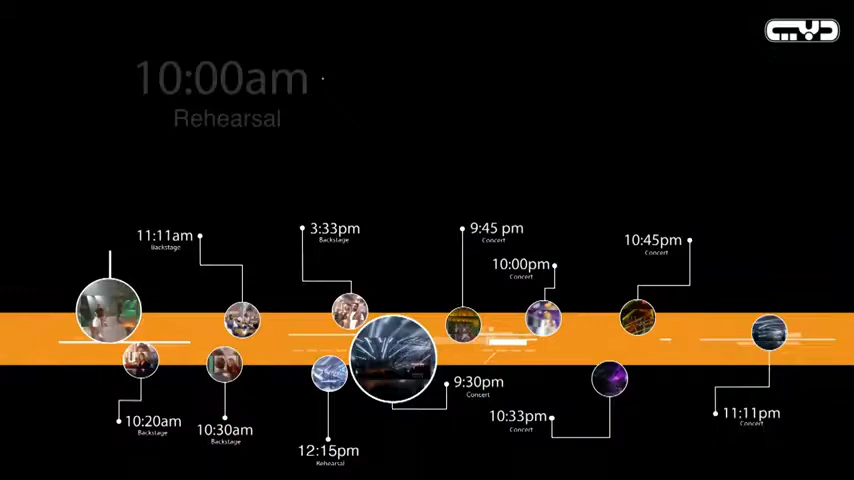 10:00am
Rehearsal
11:11am
Backstage
3:33pm
Backstage
9:45 pm
Concert
10:00pm
Concert
10:45pm
Concert
10:20am
Backstage
10:30am
Backstage
12:15pm
Rehearsal
9:30pm
Concert
10:33pm
Concert
11:11pm
Concert